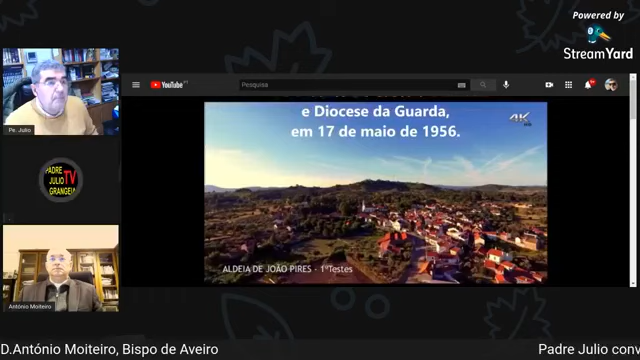 Powered by
StreamYard
YouTube
Pesquisa
e Diocese da Guarda,
em 17 de maio de 1956.
4K
Pe. Julio
PADRE
JULIO TV
GRANGEIA
ALDEIA DE JOÃO PIRES - 1ºTestes
António Moiteiro
D.António Moiteiro, Bispo de Aveiro
Padre Julio conv